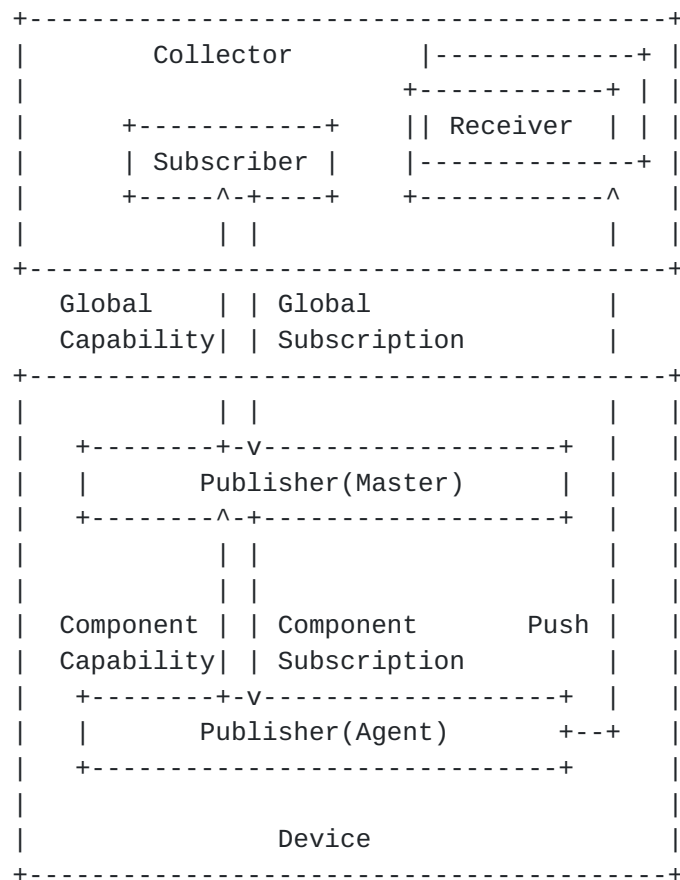 Collector
Receiver
Subscriber
Global Global
Capability Subscription
Publisher(Master)
Component Component Push
Capability Subscription
Publisher(Agent)
Device